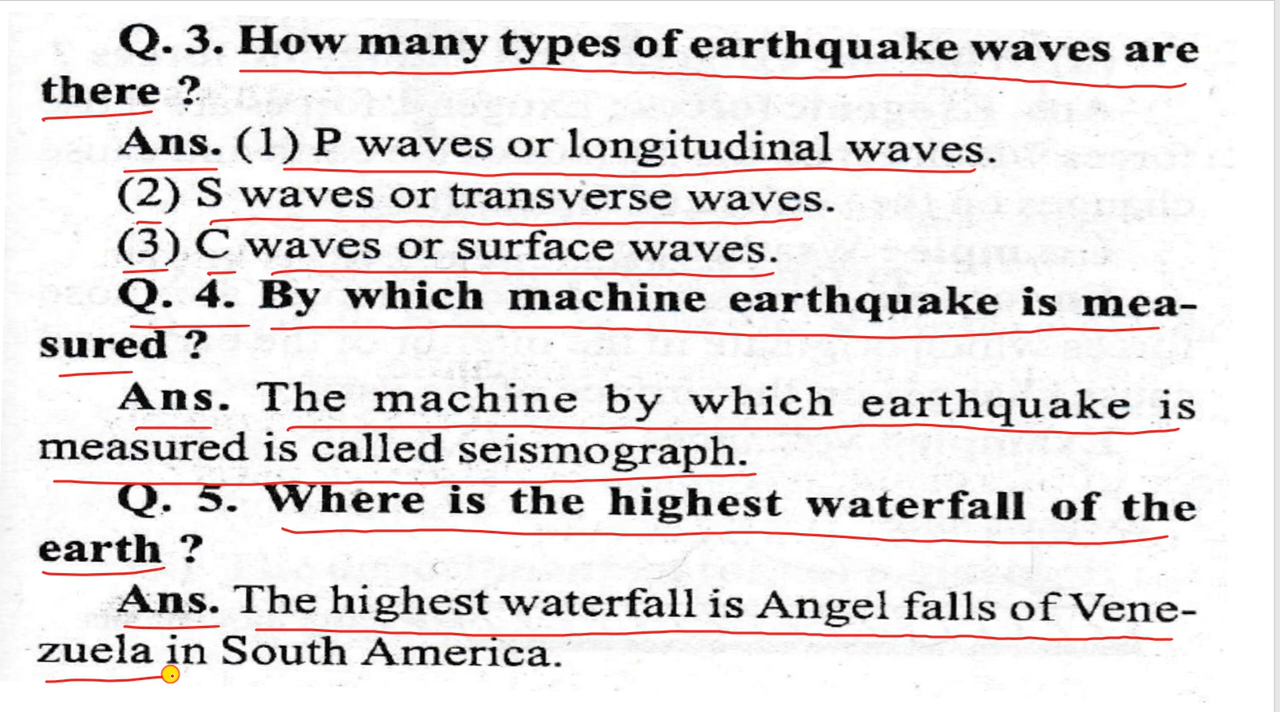 Q. 3. How many types of earthquake waves are
there ?
Ans. (1) P waves or longitudinal waves.
(2) S waves or transverse waves.
(3) C waves or surface waves.
Q. 4. By which machine earthquake is mea-
sured ?
Ans. The machine by which earthquake is
measured is called seismograph.
Q. 5. Where is the highest waterfall of the
earth ?
Ans. The highest waterfall is Angel falls of Vene-
zuela in South America.